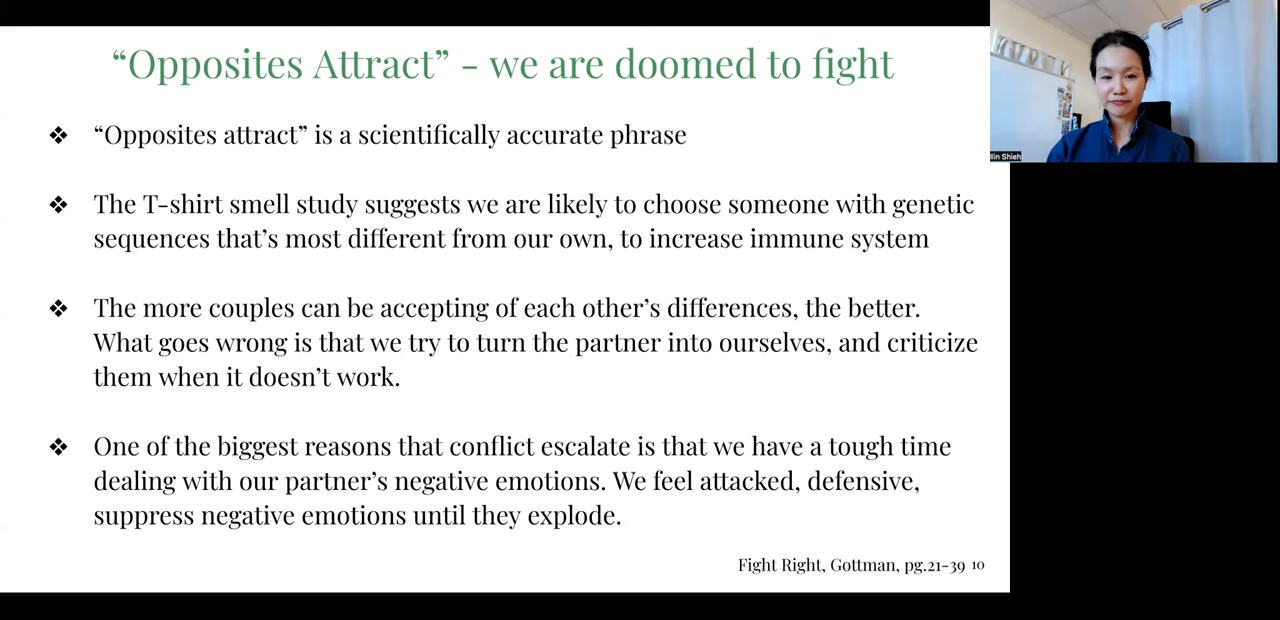 “Opposites Attract” - we are doomed to fight
❖ “Opposites attract” is a scientifically accurate phrase
❖ The T-shirt smell study suggests we are likely to choose someone with genetic
sequences that’s most different from our own, to increase immune system
❖ The more couples can be accepting of each other’s differences, the better.
What goes wrong is that we try to turn the partner into ourselves, and criticize
them when it doesn’t work.
❖ One of the biggest reasons that conflict escalate is that we have a tough time
dealing with our partner’s negative emotions. We feel attacked, defensive,
suppress negative emotions until they explode.
Fight Right, Gottman, pg.21-39 10
Shieh